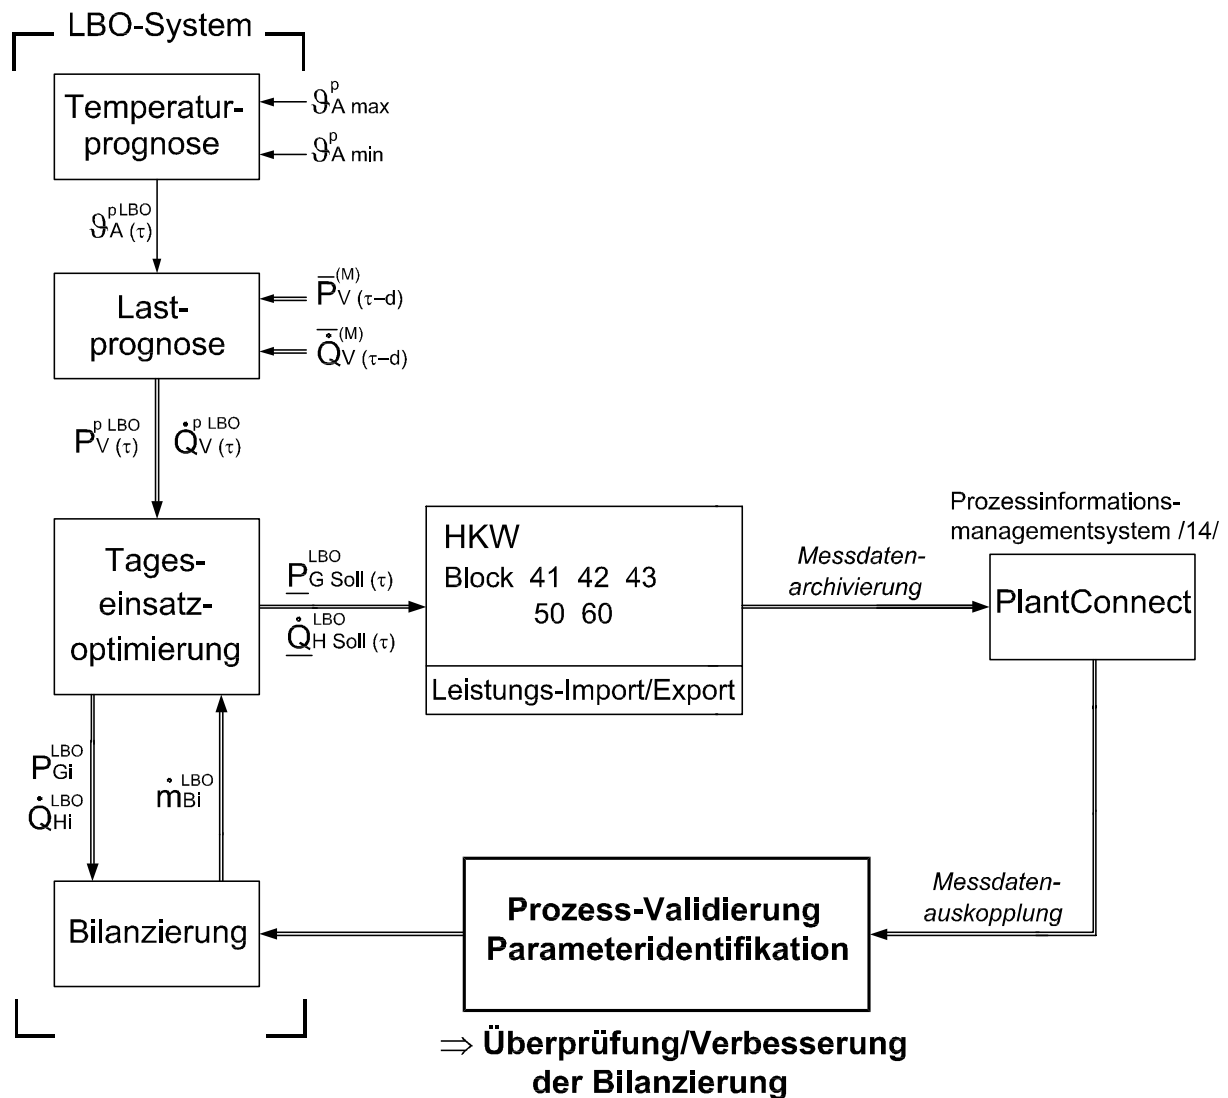 LBO-System
Temperatur-
prognose
ϑ^p_A max
ϑ^p_A min
ϑ^p LBO_A (τ)
Last-
prognose
P̅^(M)_V (τ–d)
Q̇̅^(M)_V (τ–d)
P^p LBO_V (τ) Q̇^p LBO_V (τ)
Tages-
einsatz-
optimierung
P̲^LBO_G Soll (τ)
Q̲̇^LBO_H Soll (τ)
HKW
Block 41 42 43
50 60
Leistungs-Import/Export
Messdaten-
archivierung
Prozessinformations-
managementsystem /14/
PlantConnect
P^LBO_Gi
Q̇^LBO_Hi
ṁ^LBO_Bi
Bilanzierung
Prozess-Validierung
Parameteridentifikation
Messdaten-
auskopplung
⇒ Überprüfung/Verbesserung
der Bilanzierung